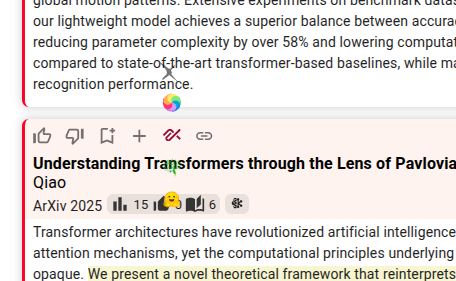 global motion patterns. Extensive experiments on benchmark datas
our lightweight model achieves a superior balance between accura
reducing parameter complexity by over 58% and lowering computat
compared to state-of-the-art transformer-based baselines, while ma
recognition performance.
Understanding Transformers through the Lens of Pavlovia
Qiao
ArXiv 2025 15 6
Transformer architectures have revolutionized artificial intelligence
attention mechanisms, yet the computational principles underlying
opaque. We present a novel theoretical framework that reinterprets